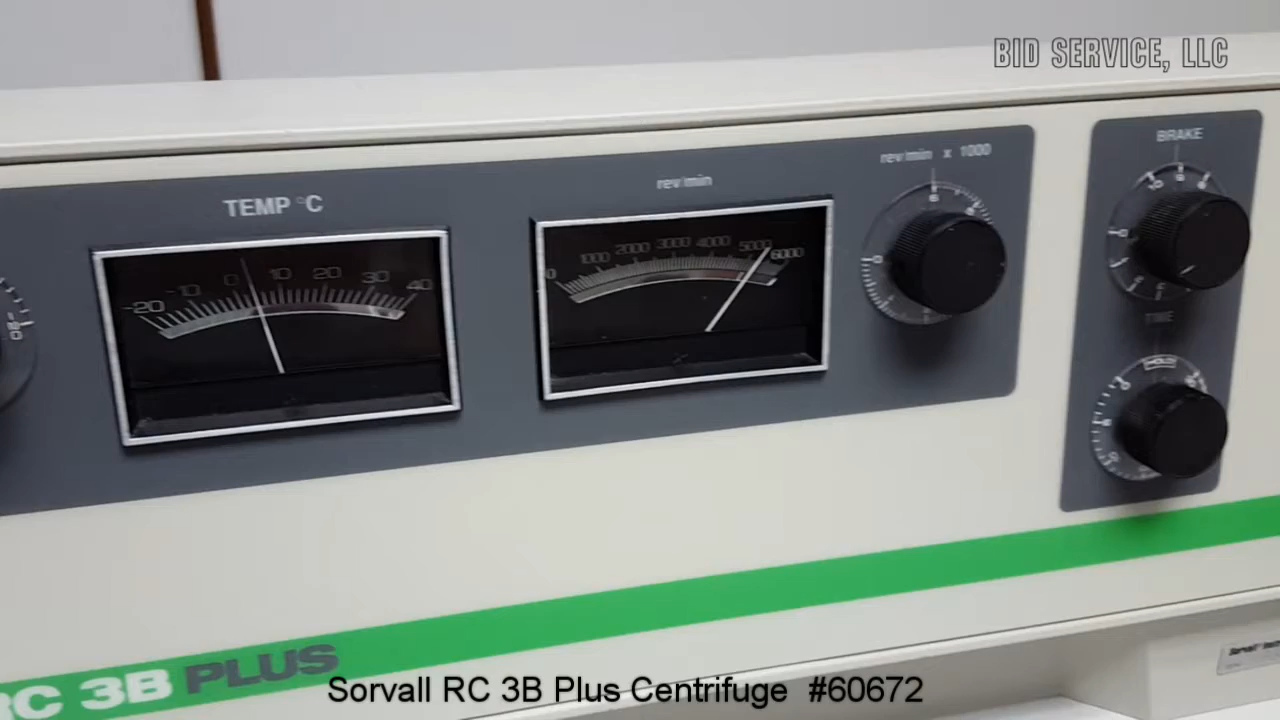 BID SERVICE, LLC
BRAKE
rev/min x 1000
rev/min
TEMP °C
-20 -10 0 10 20 30 40
0 1000 2000 3000 4000 5000 6000
TIME
HOLD
RC 3B PLUS
Sorvall RC 3B Plus Centrifuge #60672